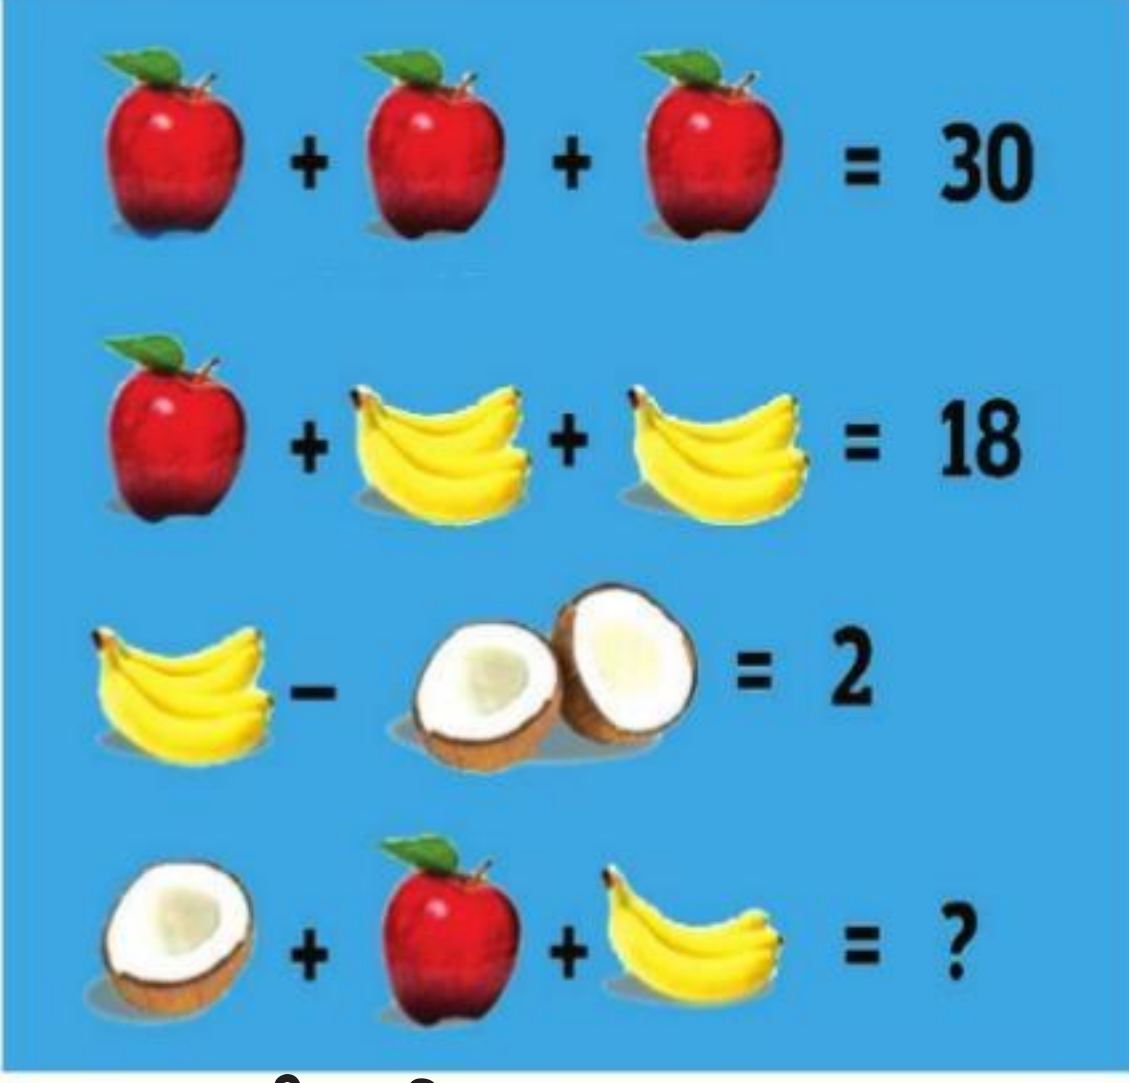 + + = 30
+ + = 18
- = 2
+ + = ?